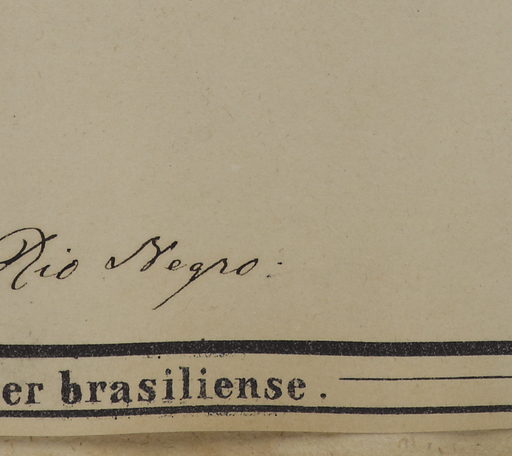 Rio Negro.
er brasiliense.